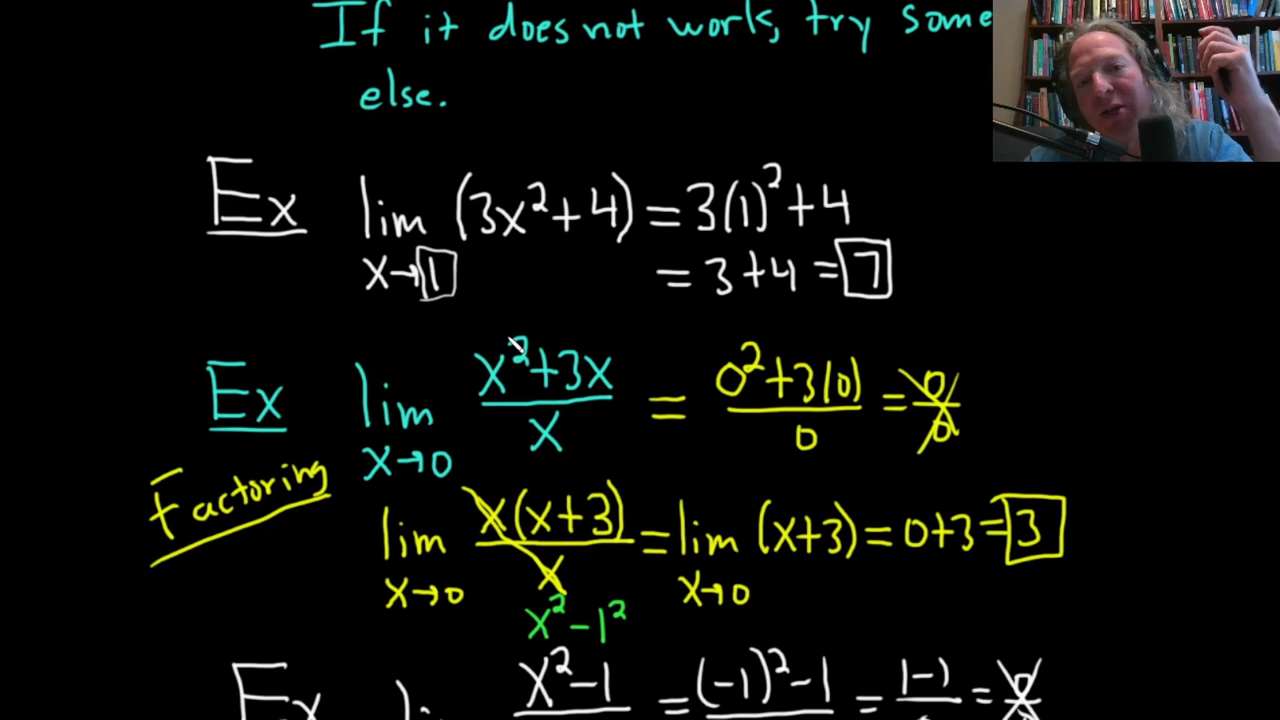 If it does not work, try some
else.
Ex lim (3x²+4) = 3(1)²+4
x→1 = 3+4 = 7
Ex lim x²+3x / x = 0²+3(0) / 0 = 0/0
x→0
Factoring
lim x(x+3) / x = lim (x+3) = 0+3 = 3
x→0 x→0
x² - 1²
Ex li x²-1 = (-1)²-1 = 1-1 = 0